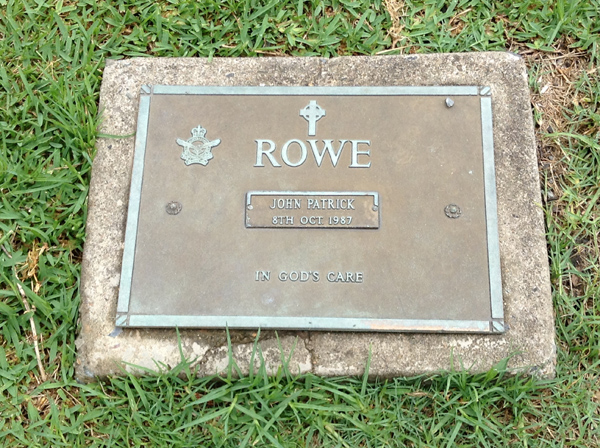 ROWE
JOHN PATRICK
8TH OCT 1987
IN GOD'S CARE